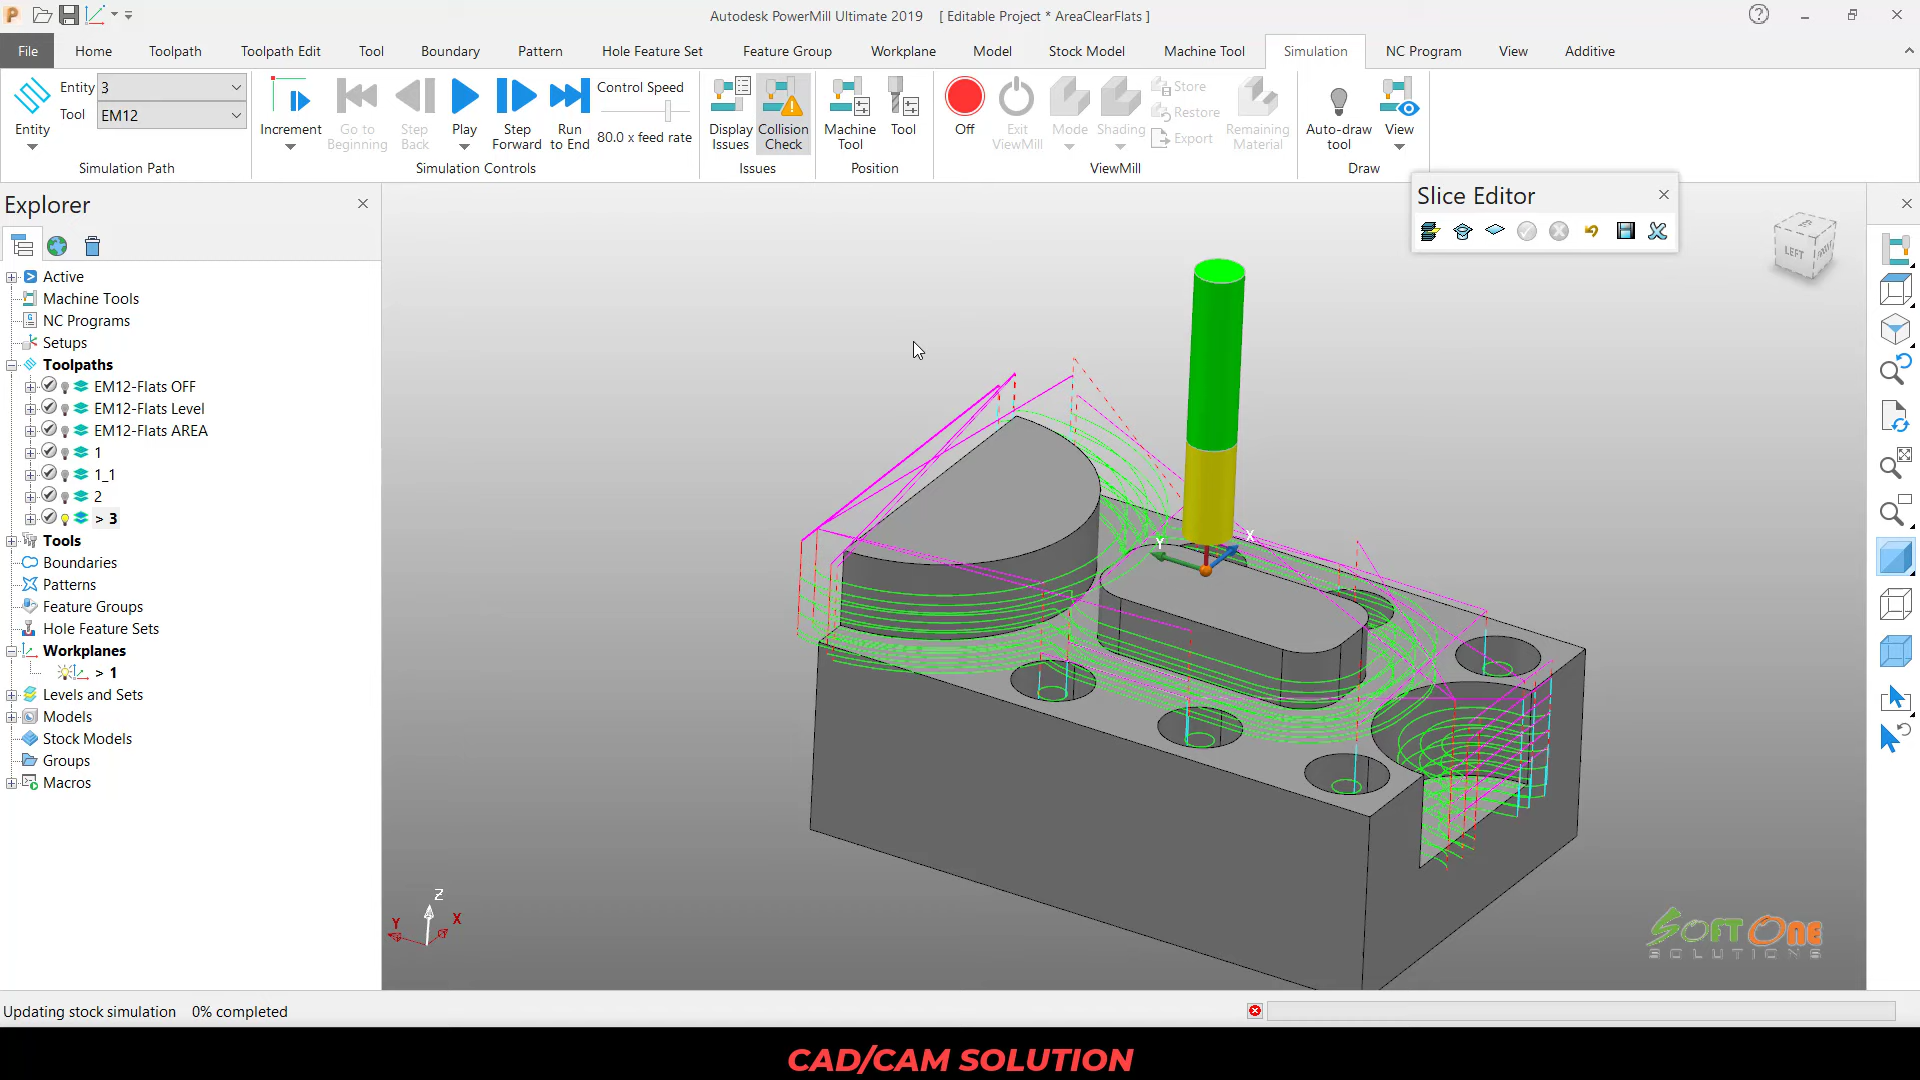 Autodesk PowerMill Ultimate 2019 [ Editable Project * AreaClearFlats ]
File Home Toolpath Toolpath Edit Tool Boundary Pattern Hole Feature Set Feature Group Workplane Model Stock Model Machine Tool Simulation NC Program View Additive
Entity
Entity 3
Tool EM12
Simulation Path
Increment
Go to Beginning
Step Back
Play
Step Forward
Run to End
Control Speed
80.0 x feed rate
Simulation Controls
Display Issues
Collision Check
Issues
Machine Tool
Tool
Position
Off
Exit ViewMill
Mode
Shading
Store
Restore
Export
Remaining Material
ViewMill
Auto-draw tool
View
Draw
Slice Editor
Explorer
Active
Machine Tools
NC Programs
Setups
Toolpaths
EM12-Flats OFF
EM12-Flats Level
EM12-Flats AREA
1
1_1
2
> 3
Tools
Boundaries
Patterns
Feature Groups
Hole Feature Sets
Workplanes
> 1
Levels and Sets
Models
Stock Models
Groups
Macros
LEFT
X
Y
Z
Y
X
SOFTONE
SOLUTIONS
Updating stock simulation 0% completed
CAD/CAM SOLUTION